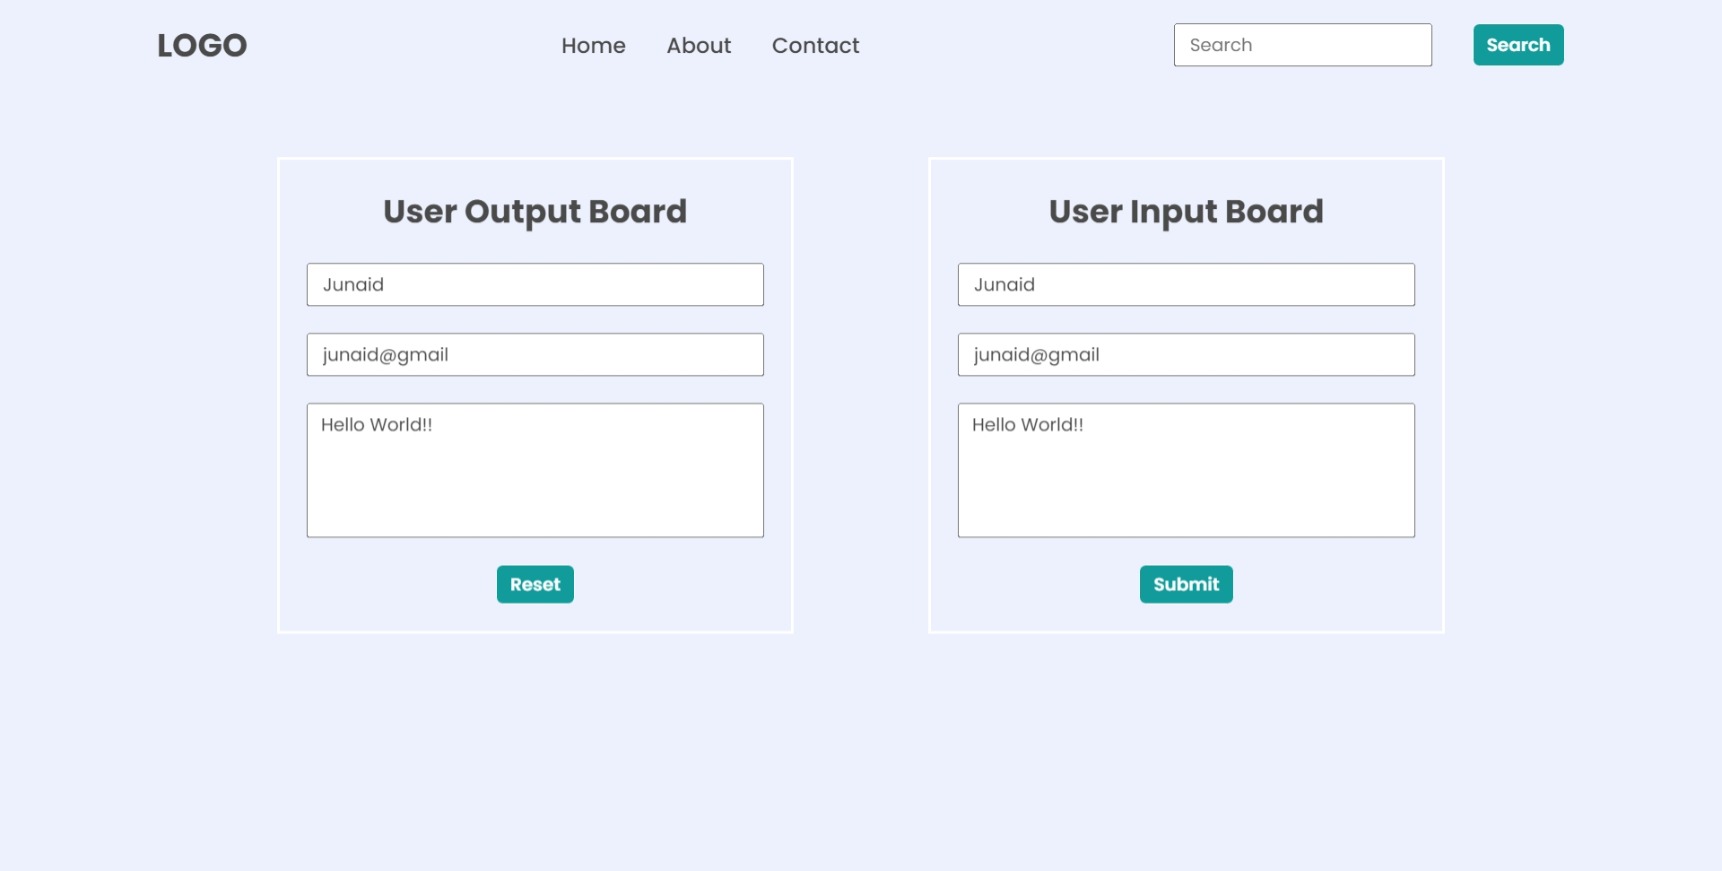 LOGO
Home About Contact
Search
Search
User Output Board
Junaid
junaid@gmail
Hello World!!
Reset
User Input Board
Junaid
junaid@gmail
Hello World!!
Submit